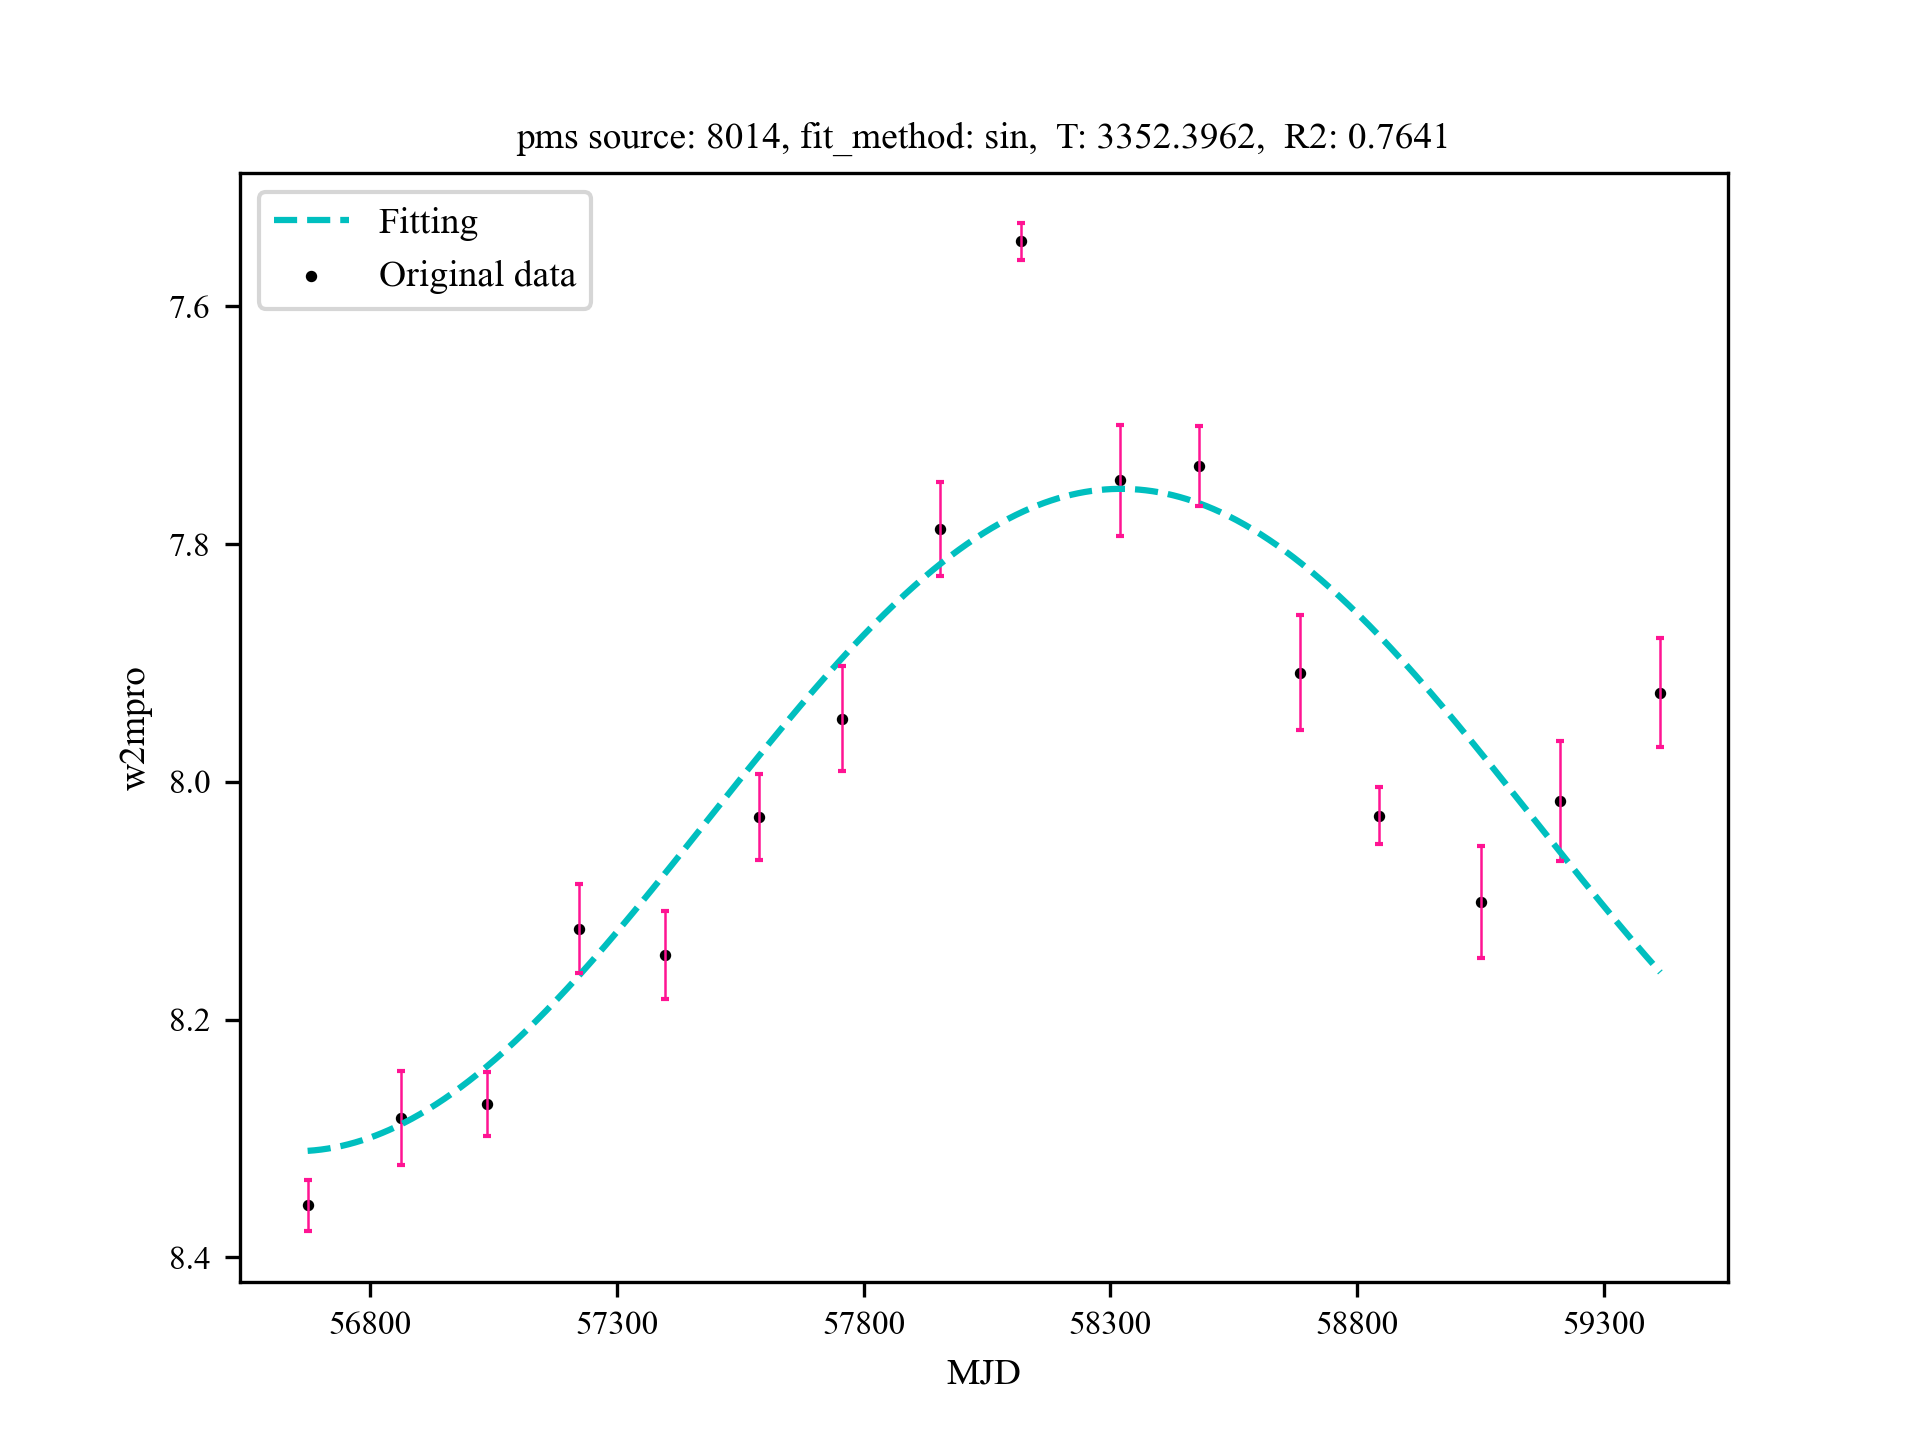 pms source: 8014, fit_method: sin,  T: 3352.3962,  R2: 0.7641
Fitting
Original data
7.6
7.8
8.0
8.2
8.4
w2mpro
56800
57300
57800
58300
58800
59300
MJD